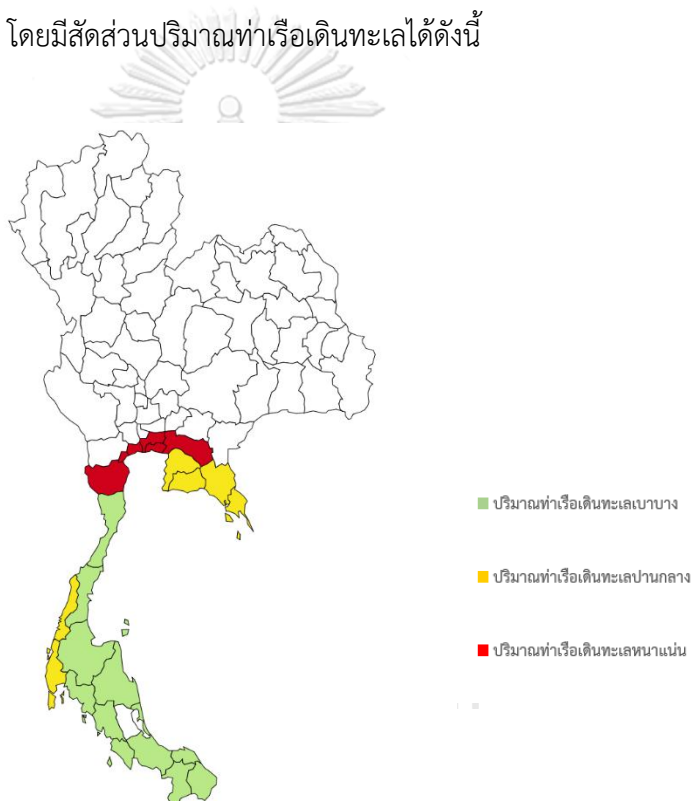 โดยมีสัดส่วนปริมาณท่าเรือเดินทะเลได้ดังนี้
ปริมาณท่าเรือเดินทะเลเบาบาง
ปริมาณท่าเรือเดินทะเลปานกลาง
ปริมาณท่าเรือเดินทะเลหนาแน่น